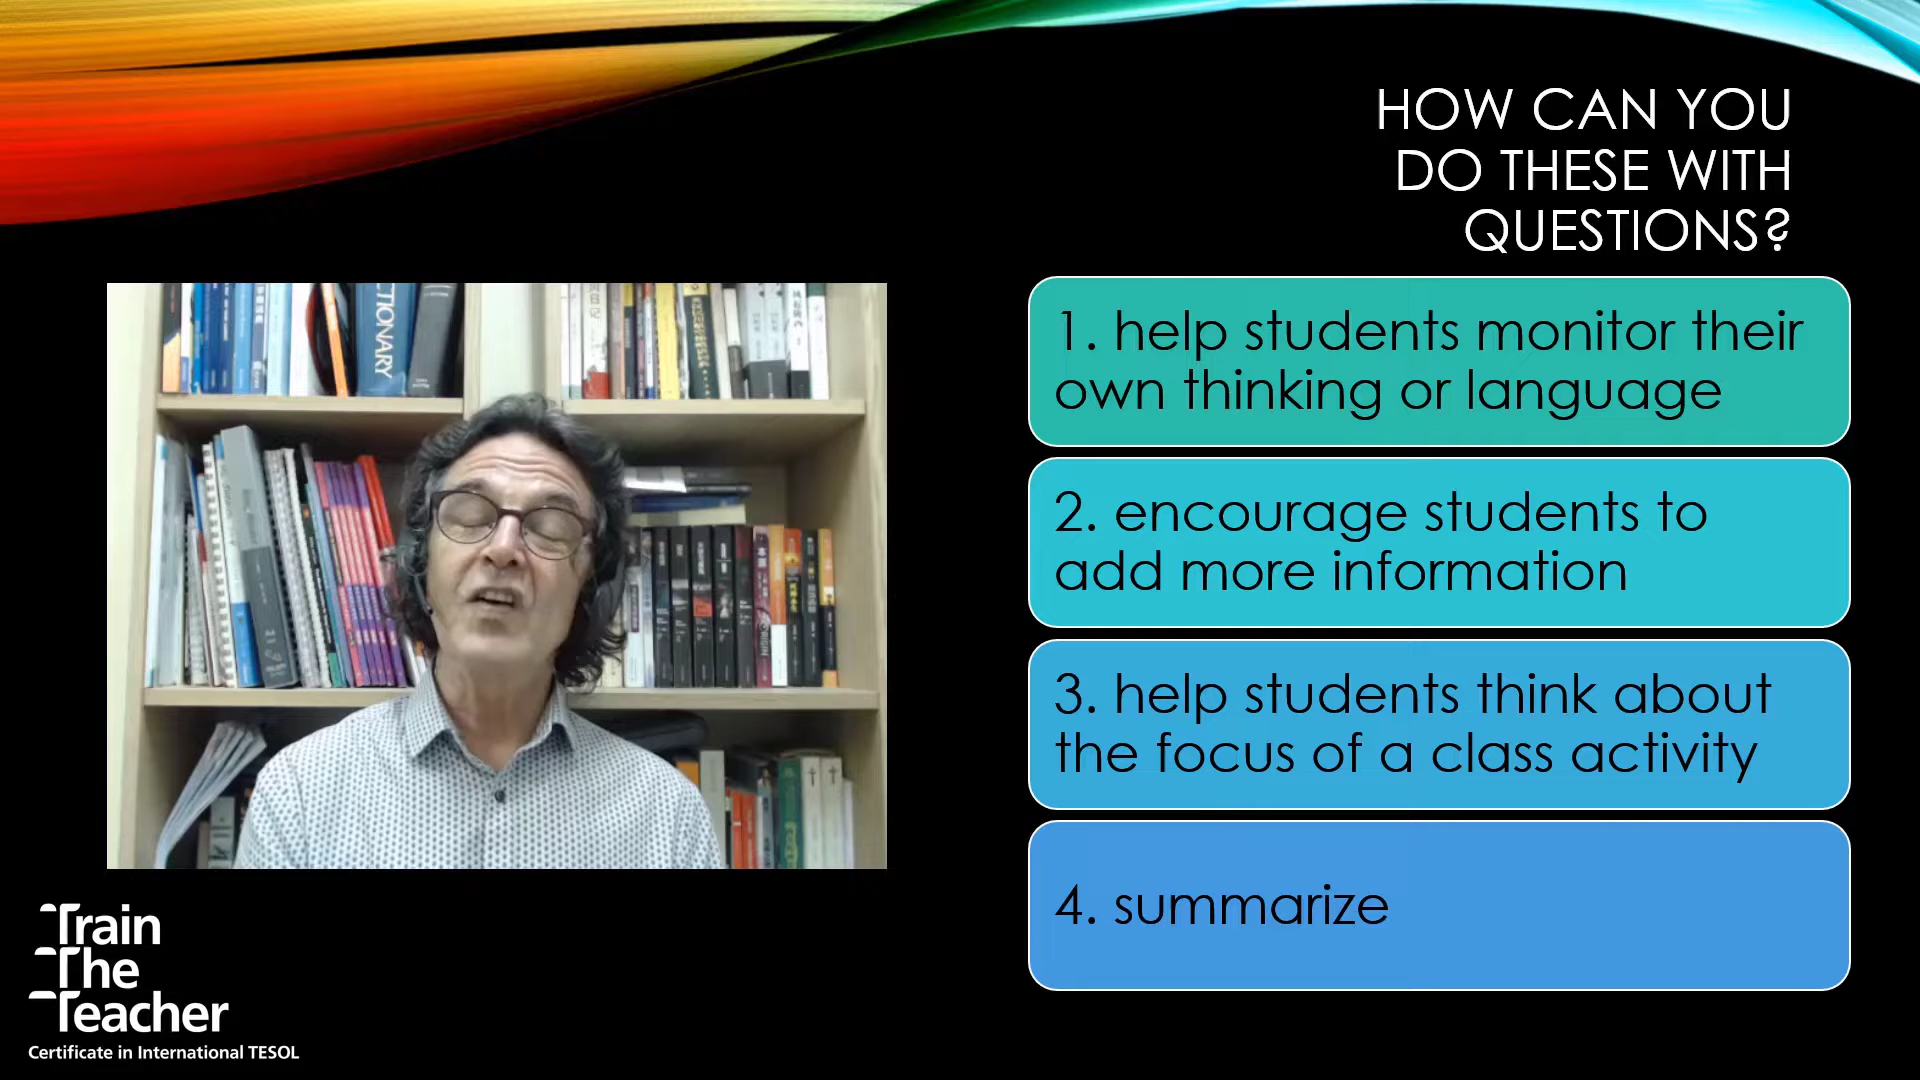 HOW CAN YOU
DO THESE WITH
QUESTIONS?
1. help students monitor their
own thinking or language
2. encourage students to
add more information
3. help students think about
the focus of a class activity
4. summarize
CTIONARY
ORIGIN
Train
The
Teacher
Certificate in International TESOL